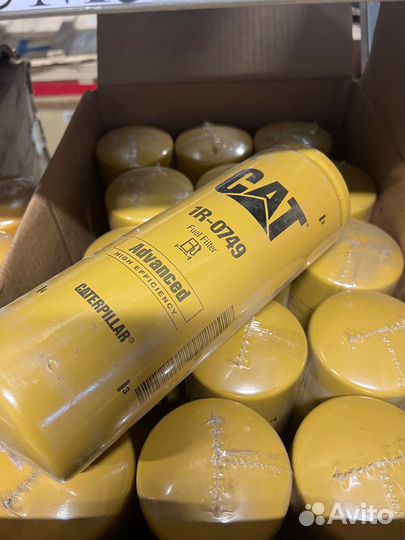 CAT
1R-0749
Fuel Filter
Advanced
HIGH EFFICIENCY
CATERPILLAR®
Avito